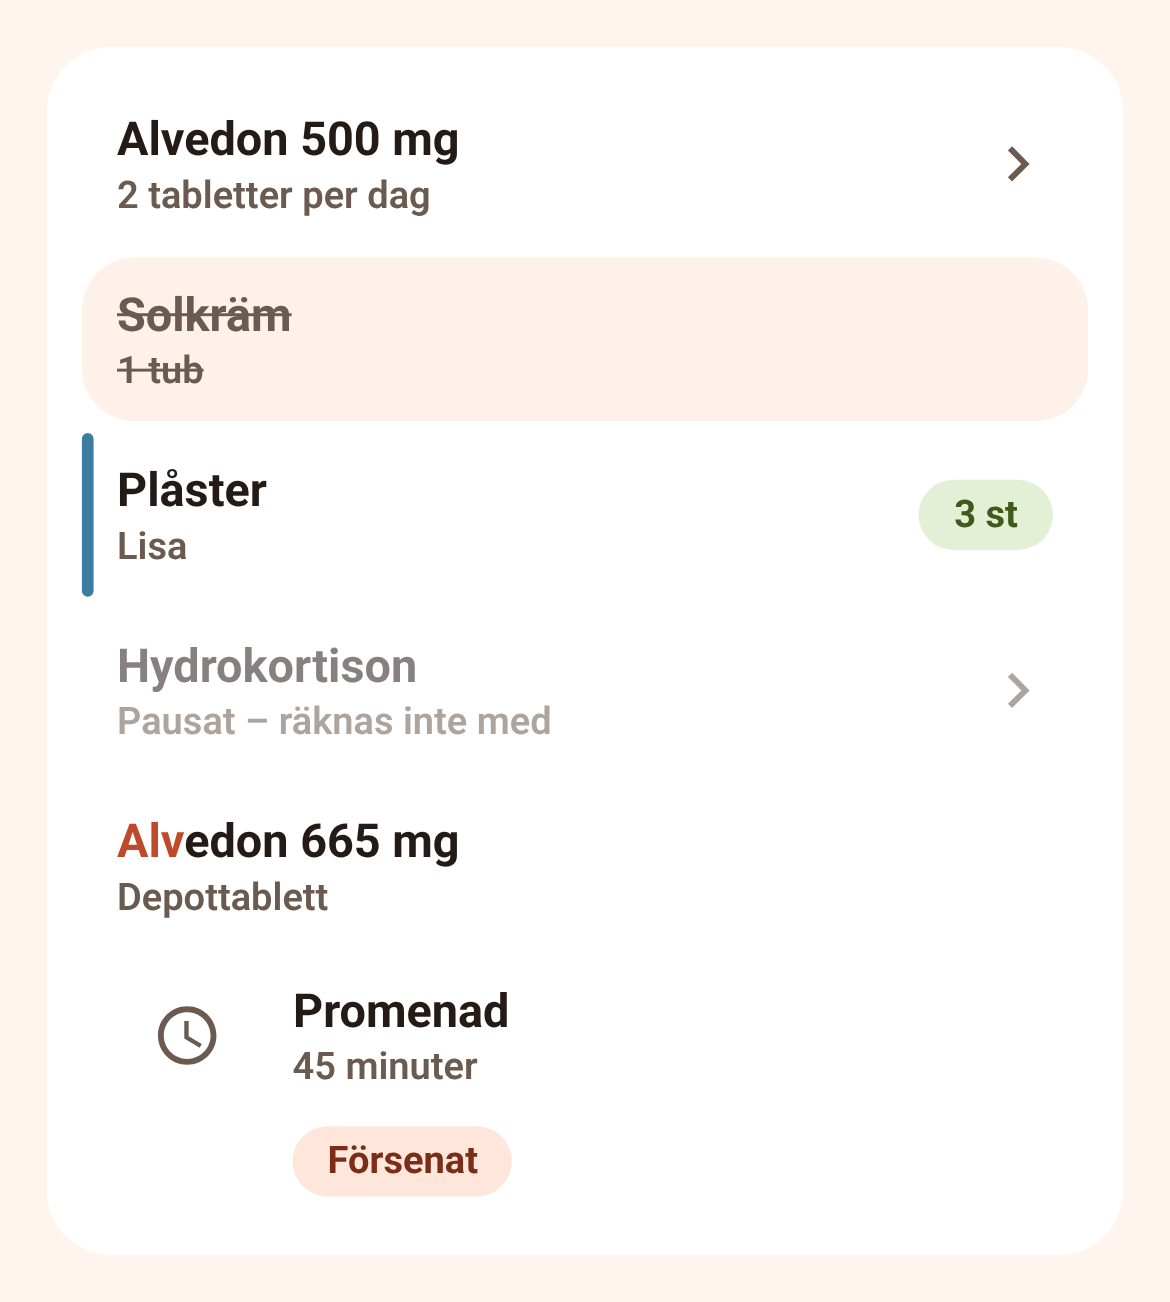 Alvedon 500 mg
2 tabletter per dag
Solkräm
1 tub
Plåster
Lisa
3 st
Hydrokortison
Pausat – räknas inte med
Alvedon 665 mg
Depottablett
Promenad
45 minuter
Försenat